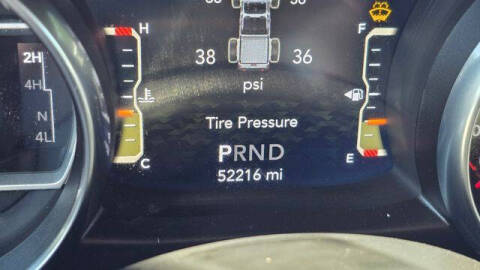 H
F
2H
4H
38
36
N
psi
4L
Tire Pressure
C
PRND
E
52216 mi